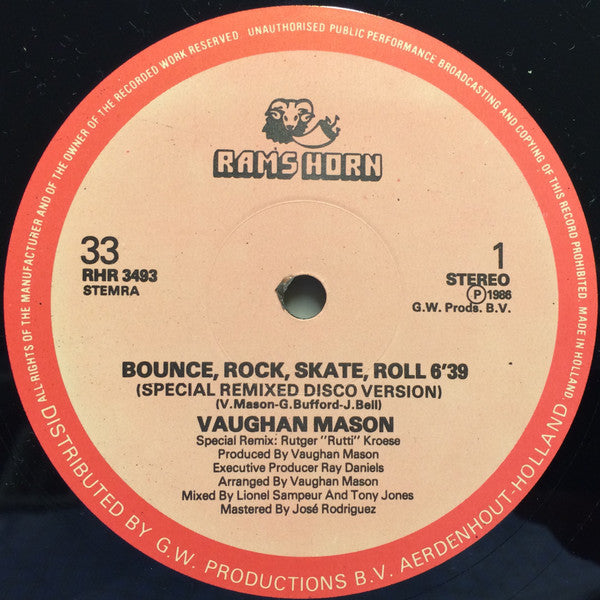 ALL RIGHTS OF THE MANUFACTURER AND OF THE OWNER OF THE RECORDED WORK RESERVED. UNAUTHORISED PUBLIC PERFORMANCE BROADCASTING AND COPYING OF THIS RECORD PROHIBITED. MADE IN HOLLAND.
RAM'S HORN
33
RHR 3493
STEMRA
1
STEREO
Ⓟ1986
G.W. Prods. B.V.
BOUNCE, ROCK, SKATE, ROLL 6'39
(SPECIAL REMIXED DISCO VERSION)
(V.Mason-G.Bufford-J.Bell)
VAUGHAN MASON
Special Remix: Rutger "Rutti" Kroese
Produced By Vaughan Mason
Executive Producer Ray Daniels
Arranged By Vaughan Mason
Mixed By Lionel Sampeur And Tony Jones
Mastered By José Rodriguez
DISTRIBUTED BY G.W. PRODUCTIONS B.V. AERDENHOUT-HOLLAND